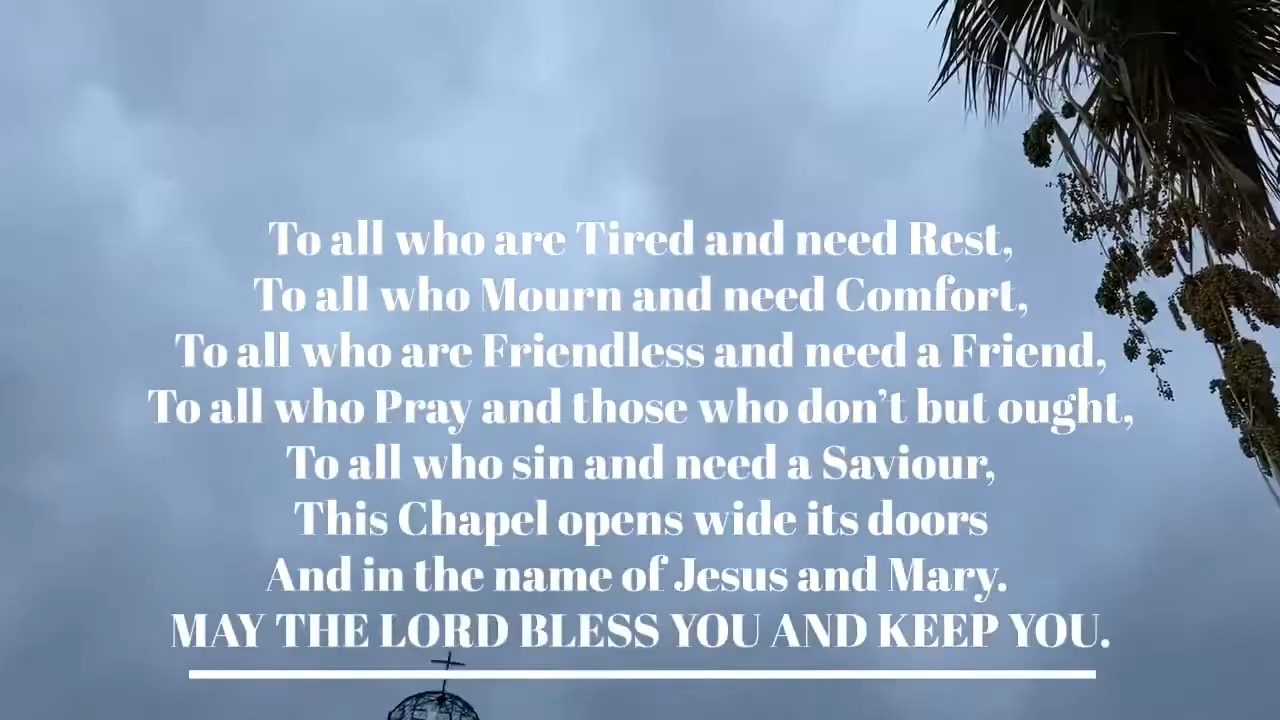 To all who are Tired and need Rest,
To all who Mourn and need Comfort,
To all who are Friendless and need a Friend,
To all who Pray and those who don’t but ought,
To all who sin and need a Saviour,
This Chapel opens wide its doors
And in the name of Jesus and Mary.
MAY THE LORD BLESS YOU AND KEEP YOU.